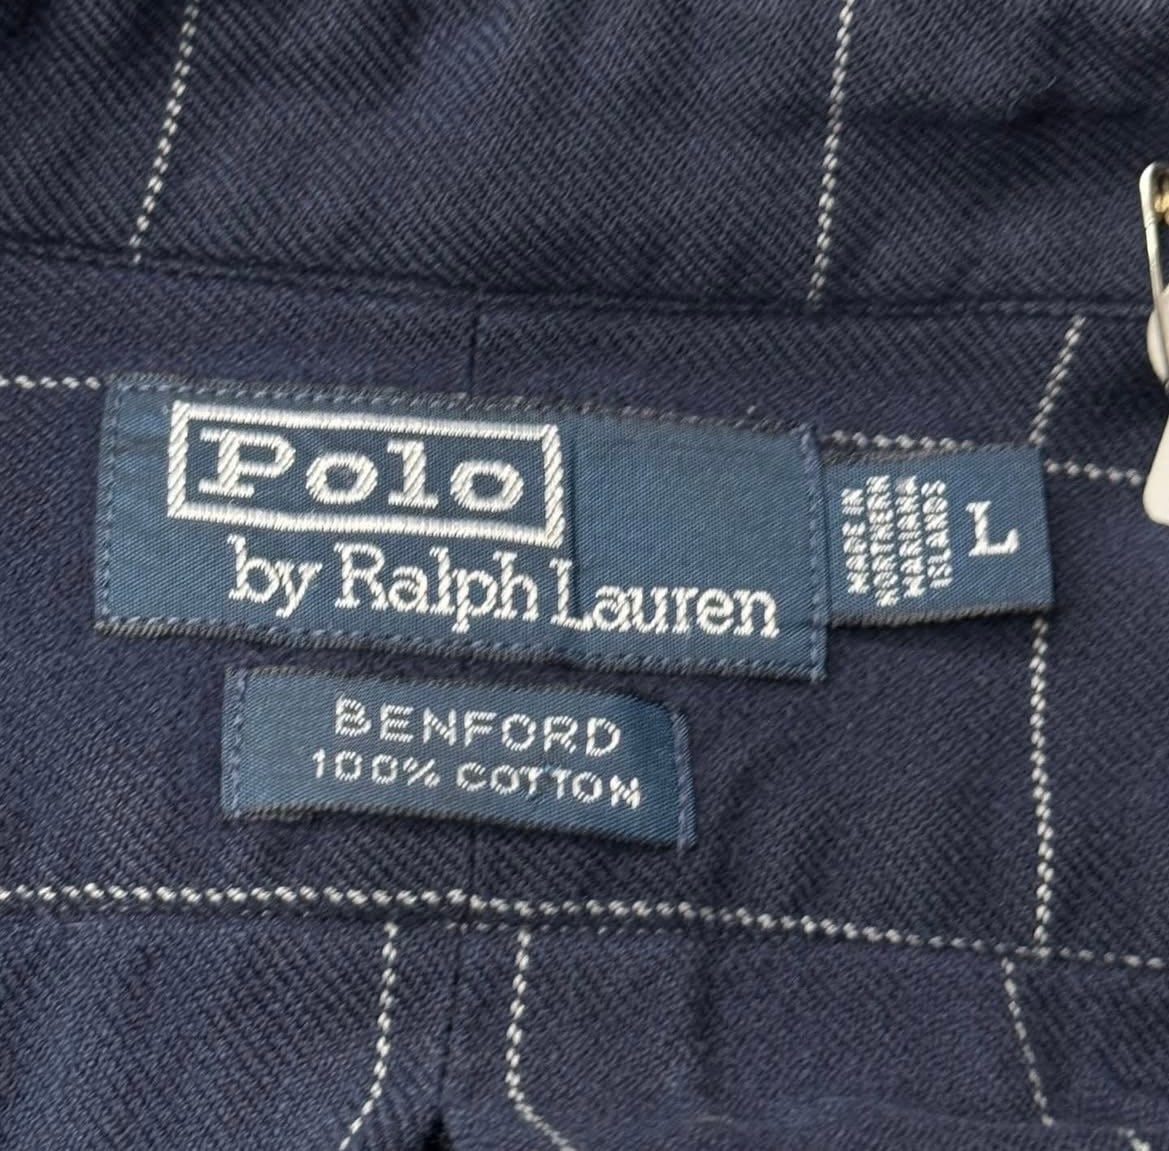 Polo
by Ralph Lauren
MADE IN
NORTHERN
MARIANA
ISLANDS
L
BENFORD
100% COTTON